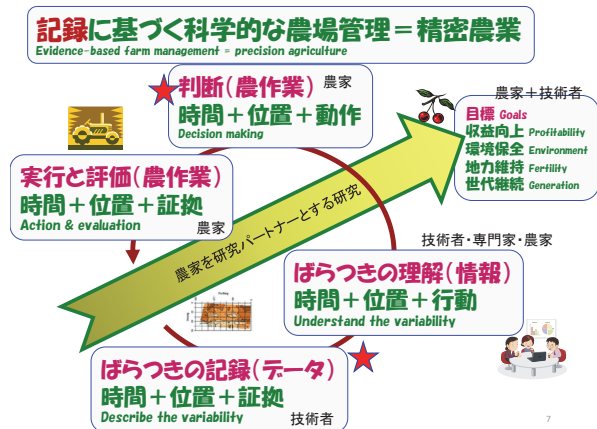 記録に基づく科学的な農場管理＝精密農業
Evidence-based farm management = precision agriculture
判断（農作業） 農家
時間＋位置＋動作
Decision making
農家＋技術者
目標 Goals
収益向上 Profitability
環境保全 Environment
地力維持 Fertility
世代継続 Generation
実行と評価（農作業）
時間＋位置＋証拠
Action & evaluation 農家
農家を研究パートナーとする研究
技術者・専門家・農家
ばらつきの理解（情報）
時間＋位置＋行動
Understand the variability
ばらつきの記録（データ）
時間＋位置＋証拠
Describe the variability 技術者
7